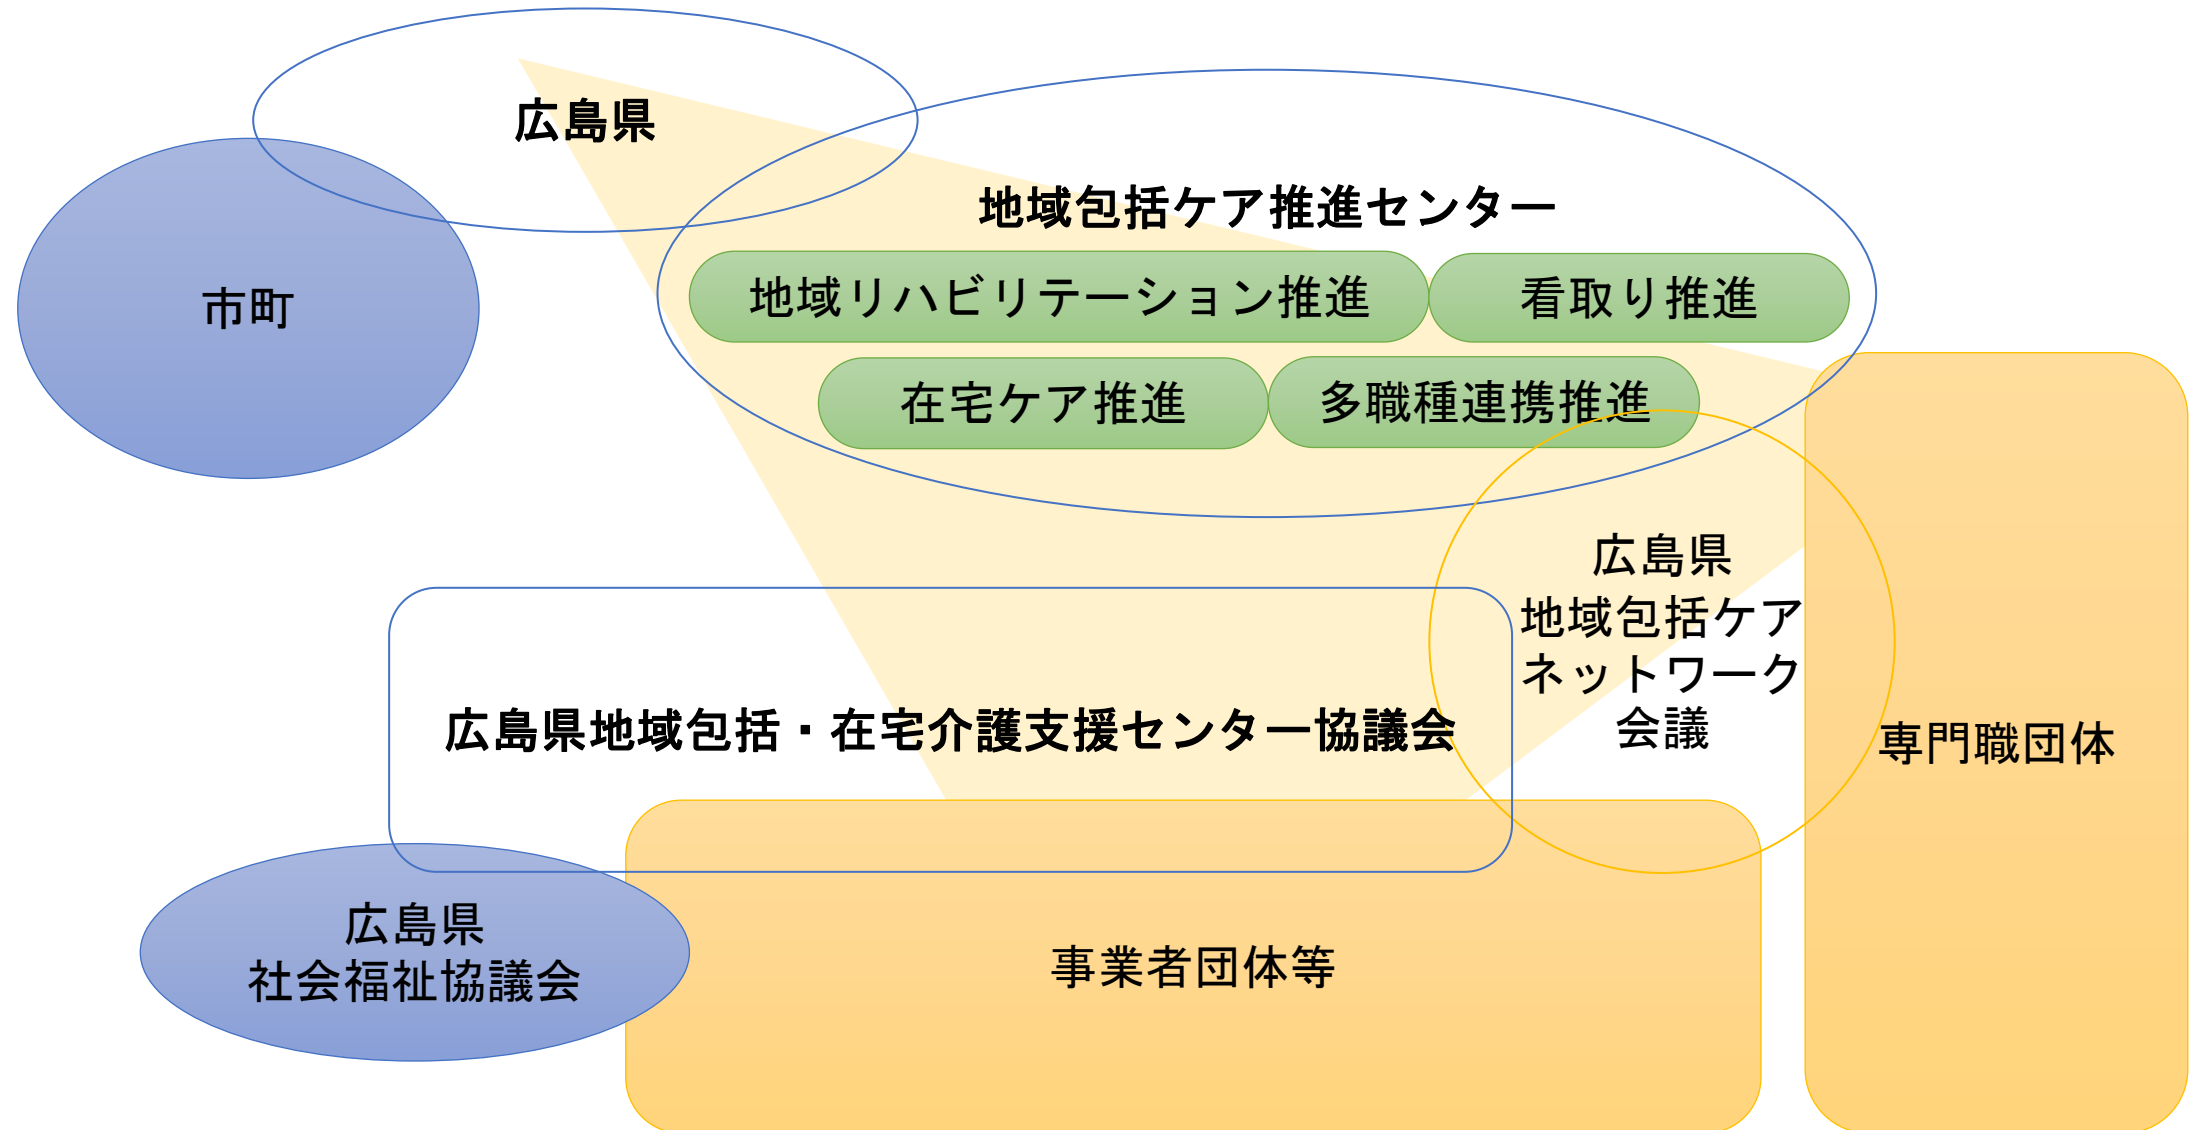 広島県
地域包括ケア推進センター
市町
地域リハビリテーション推進
看取り推進
在宅ケア推進
多職種連携推進
広島県
地域包括ケア
ネットワーク
会議
広島県地域包括・在宅介護支援センター協議会
専門職団体
広島県
社会福祉協議会
事業者団体等